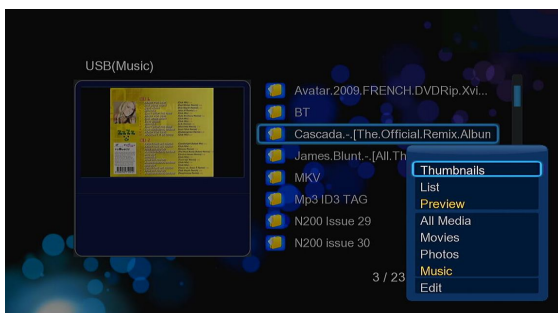 USB(Music)
Avatar.2009.FRENCH.DVDRip.Xvi...
BT
Cascada.-.[The.Official.Remix.Albun
James.Blunt.-.[All.Th
MKV
Mp3 ID3 TAG
N200 Issue 29
N200 issue 30
3 / 23
Thumbnails
List
Preview
All Media
Movies
Photos
Music
Edit